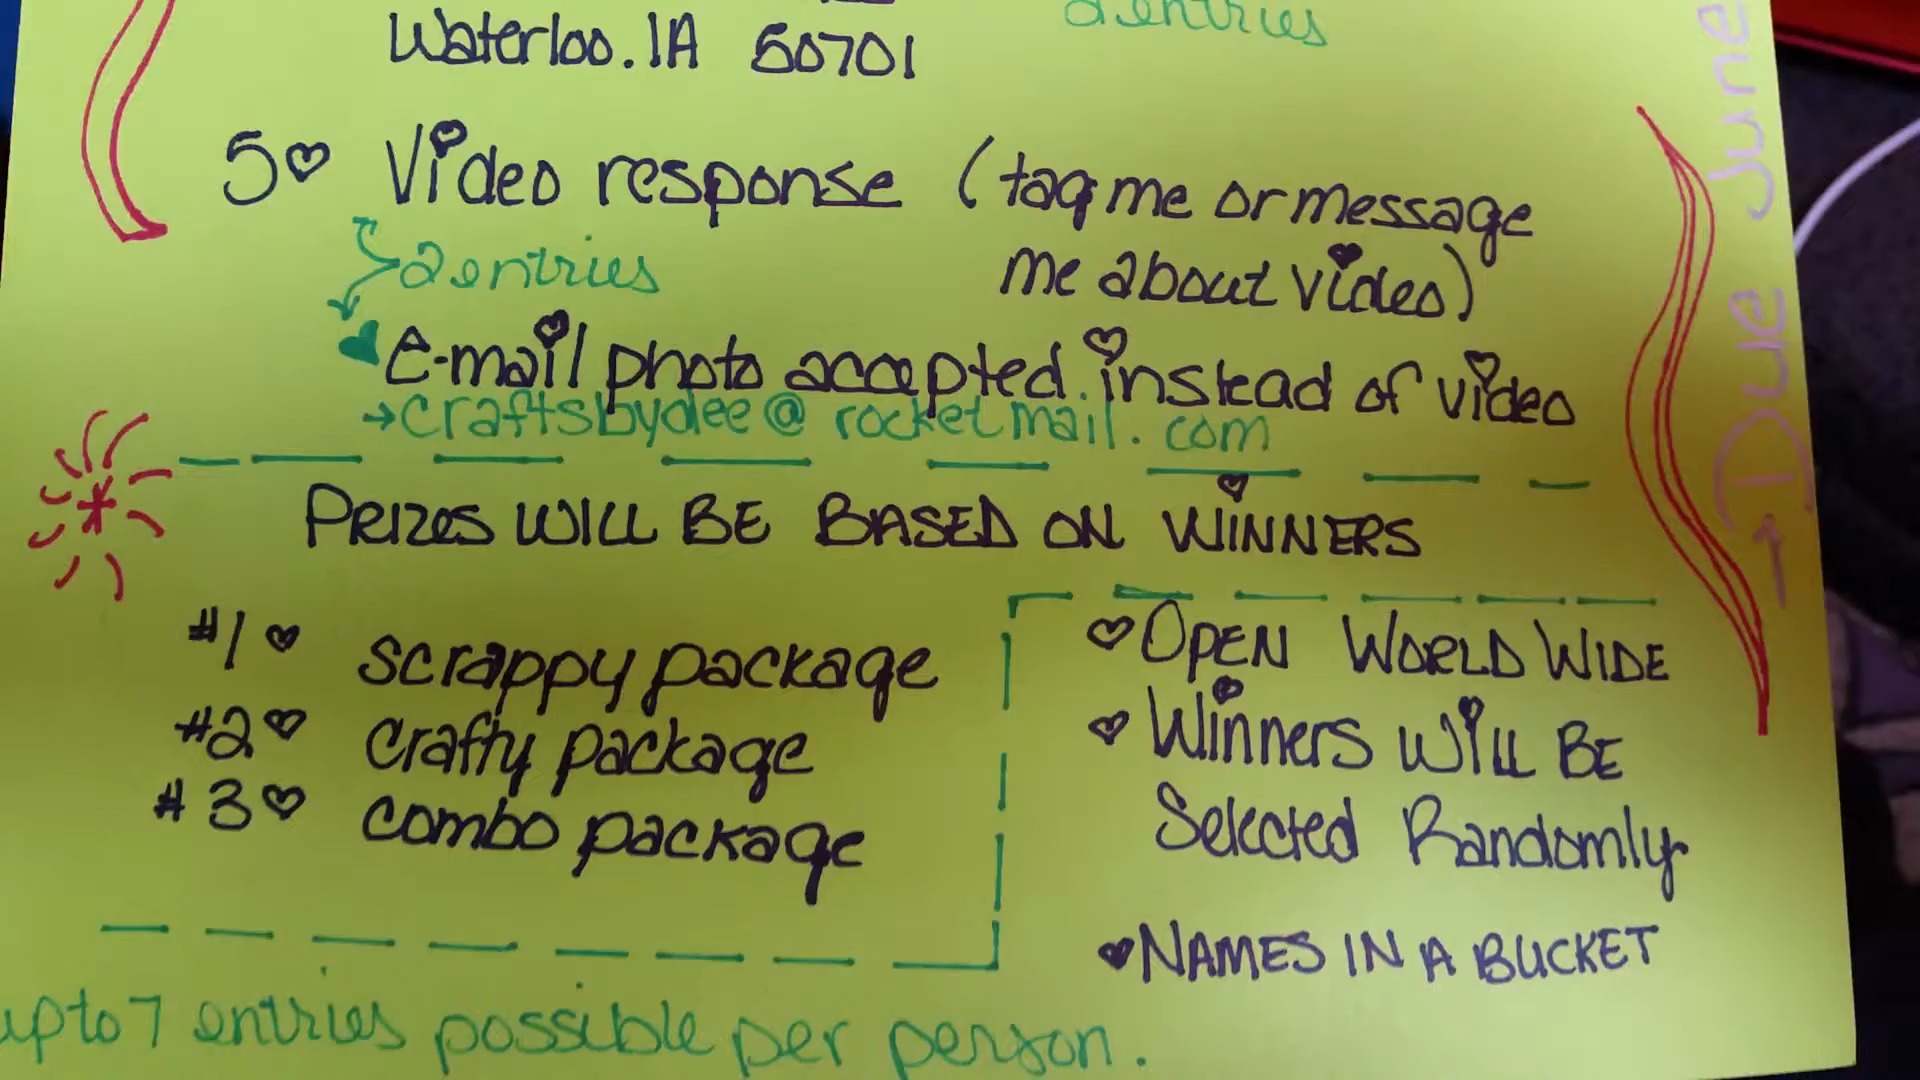 2 entries
Waterloo. IA 50701
5 Video response (tag me or message
me about video)
2 entries
e-mail photo accepted instead of video
→craftsbydee@rocketmail.com
PRIZES WILL BE BASED ON WINNERS
#1 scrappy package
#2 crafty package
#3 combo package
OPEN WORLD WIDE
Winners will BE
Selected Randomly
NAMES IN A BUCKET
up to 7 entries possible per person.
→Due June